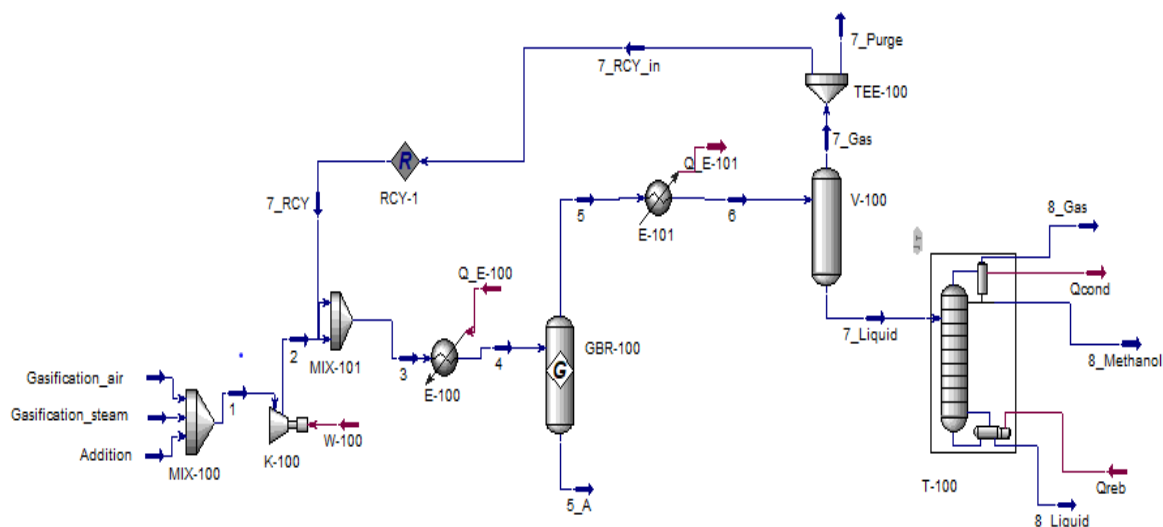 7_Purge
7_RCY_in
TEE-100
7_Gas
R
RCY-1
Q_E-101
7_RCY
5
E-101
6
V-100
8_Gas
Q_E-100
Qcond
2
MIX-101
3
E-100
4
GBR-100
G
7_Liquid
8_Methanol
Gasification_air
Gasification_steam
Addition
MIX-100
1
K-100
W-100
T-100
Qreb
5_A
8_Liquid